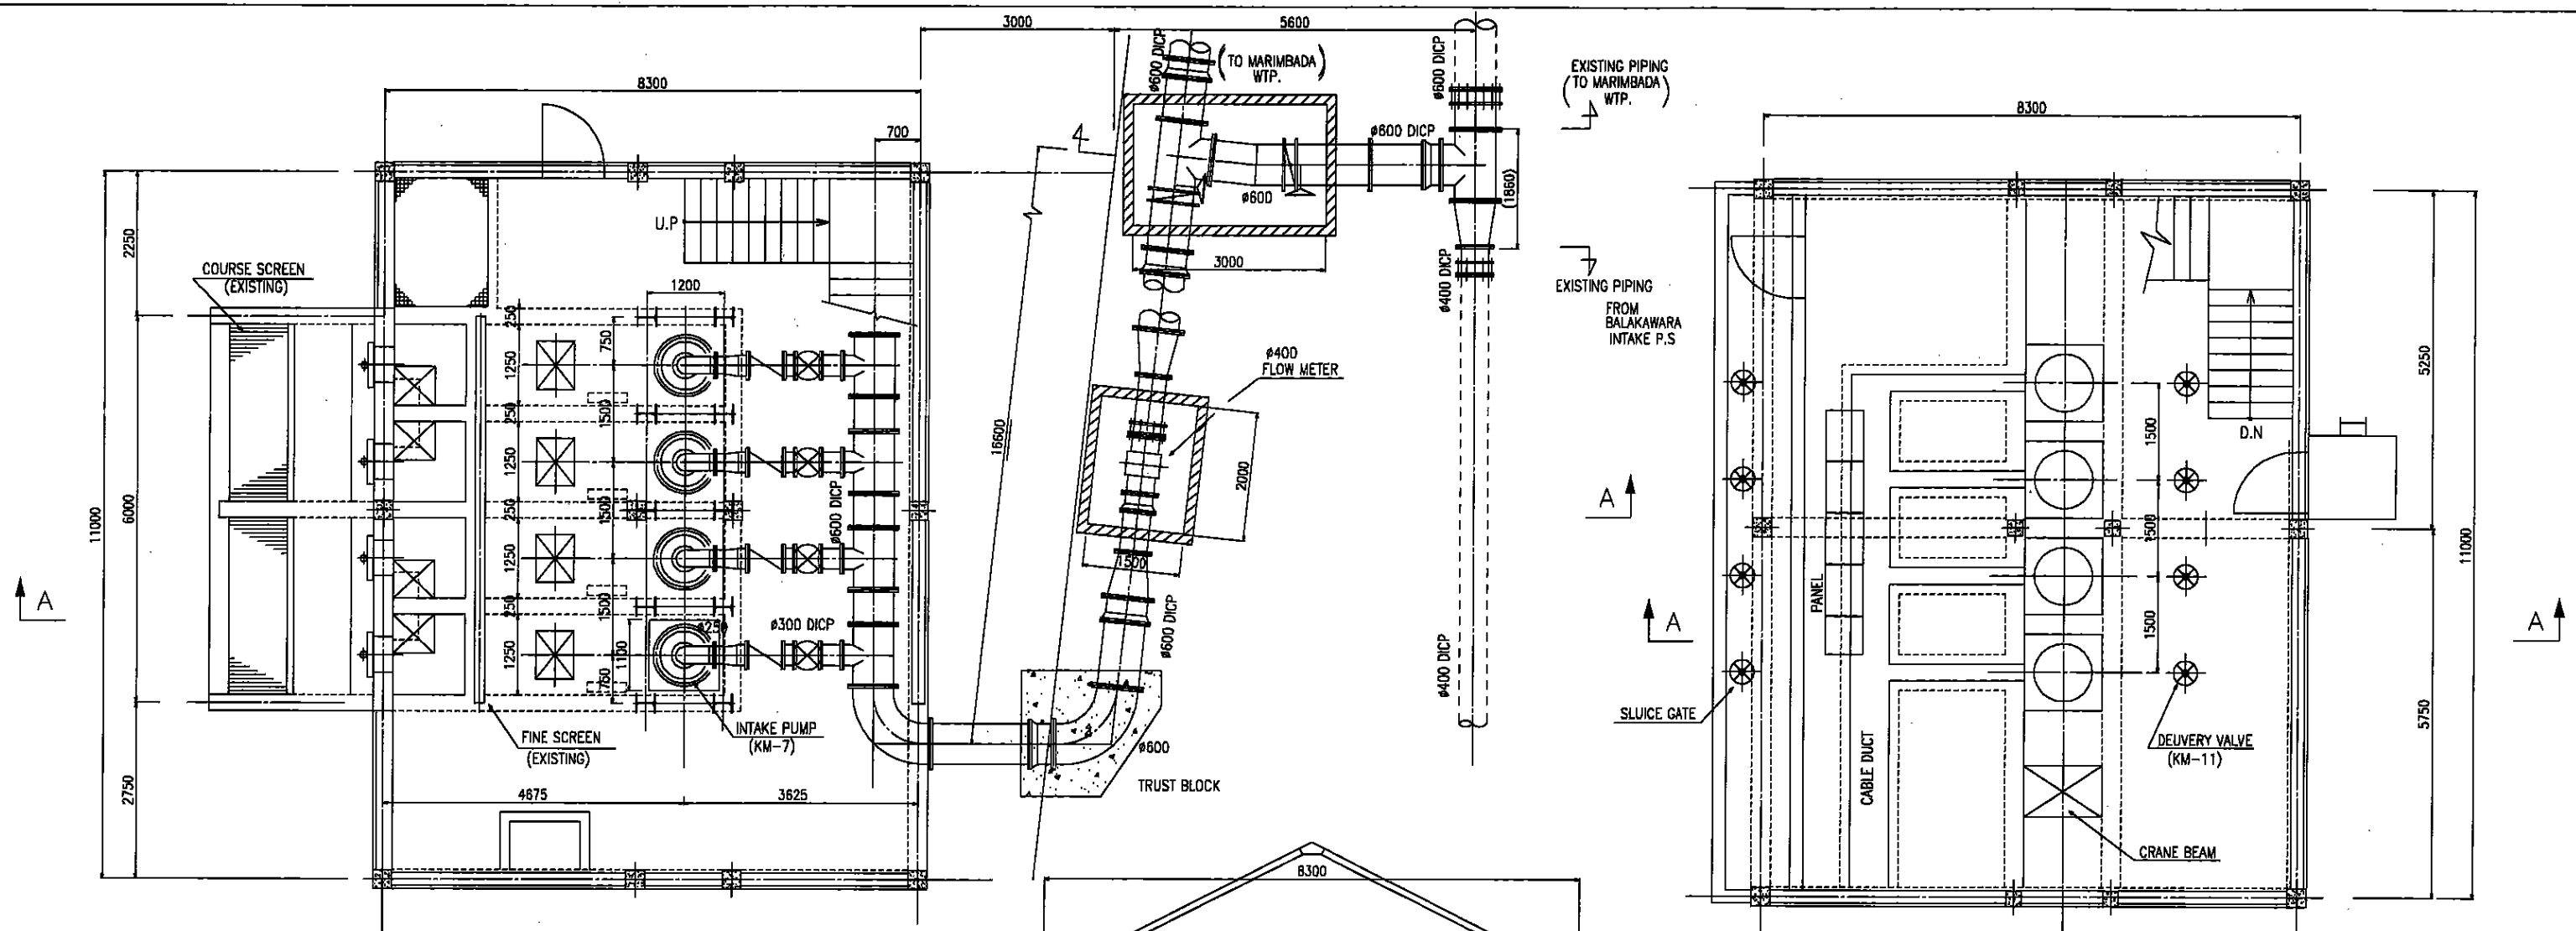 3000
5600
8300
700
ø600 DICP
(TO MARIMBADA)
WTP.
ø600 DICP
EXISTING PIPING
(TO MARIMBADA)
WTP.
8300
4
ø600 DICP
(1860)
ø600
3000
U.P
2250
COURSE SCREEN
(EXISTING)
1200
250
750
1250
250
1500
1250
250
1500
1250
250
1500
1250
1100
750
6000
11000
2750
A
ø400 DICP
EXISTING PIPING
FROM
BALAKAWARA
INTAKE P.S
ø400
FLOW METER
16600
2000
1500
ø600 DICP
ø300 DICP
ø250
ø600 DICP
ø400 DICP
FINE SCREEN
(EXISTING)
INTAKE PUMP
(KM-7)
ø600
TRUST BLOCK
4675
3625
8300
5250
11000
5750
D.N
1500
1500
1500
A
A
A
PANEL
SLUICE GATE
CABLE DUCT
DEUVERY VALVE
(KM-11)
CRANE BEAM